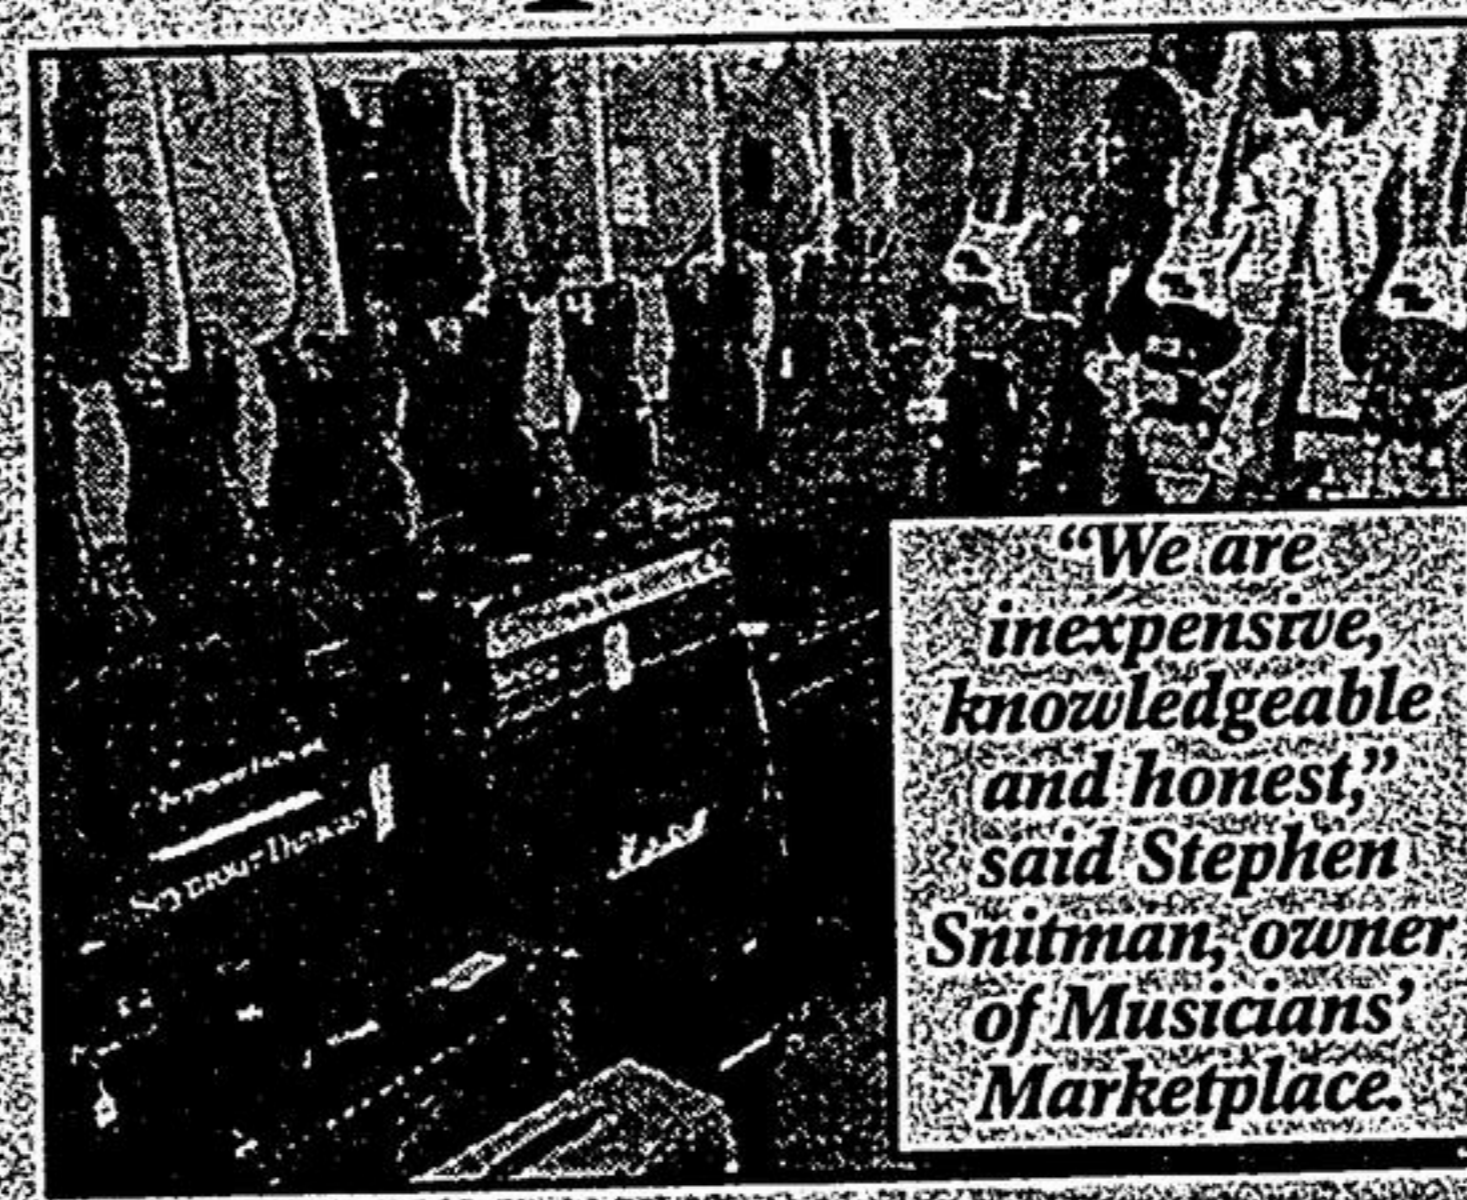 “We are
inexpensive,
knowledgeable
and honest,”
said Stephen
Snitman, owner
of Musicians’
Marketplace.